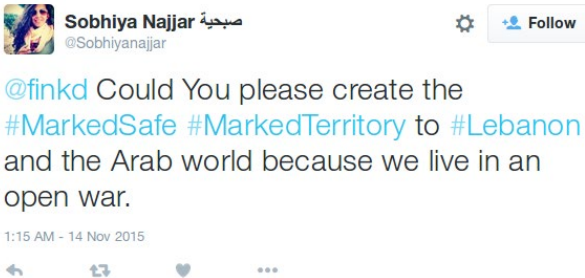 Sobhiya Najjar صبحية
@Sobhiyanajjar
Follow
@finkd Could You please create the
#MarkedSafe #MarkedTerritory to #Lebanon
and the Arab world because we live in an
open war.
1:15 AM - 14 Nov 2015